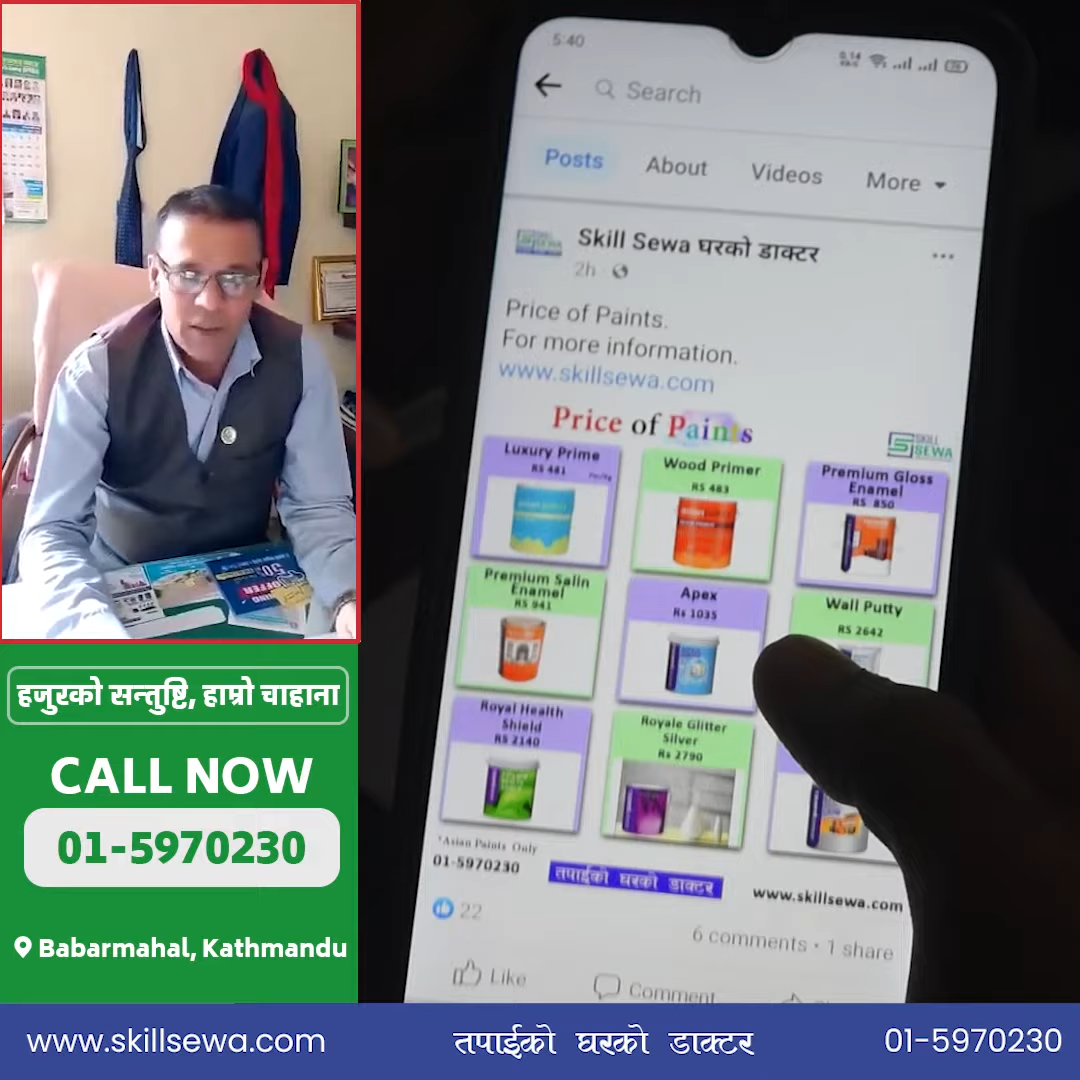 हजुरको सन्तुष्टि, हाम्रो चाहाना
CALL NOW
01-5970230
Babarmahal, Kathmandu
50%
OFFER
5:40
Search
Posts
About
Videos
More
Skill Sewa घरको डाक्टर
2h
Price of Paints.
For more information.
www.skillsewa.com
Price of Paints
SKILL
SEWA
Luxury Prime
RS 481
Wood Primer
RS 483
Premium Gloss
Enamel
RS 850
Premium Salin
Enamel
RS 941
Apex
Rs 1035
Wall Putty
RS 2642
Royal Health
Shield
RS 2140
Royale Glitter
Silver
Rs 2790
*Asian Paints Only
01-5970230
तपाईको घरको डाक्टर
www.skillsewa.com
22
6 comments • 1 share
Like
Comment
www.skillsewa.com
तपाईको घरको डाक्टर
01-5970230